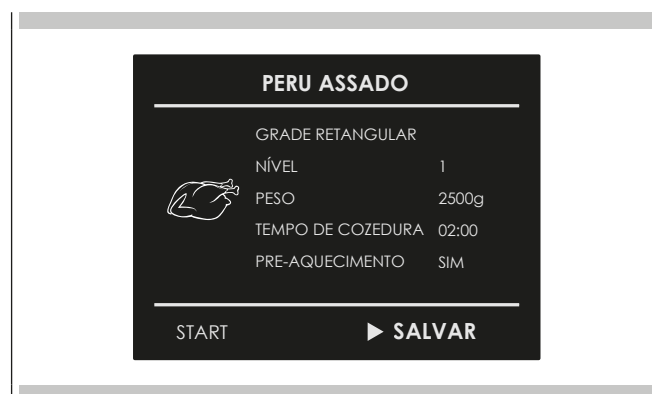 PERU ASSADO
GRADE RETANGULAR
NÍVEL 1
PESO 2500g
TEMPO DE COZEDURA 02:00
PRE-AQUECIMENTO SIM
START ▶ SALVAR